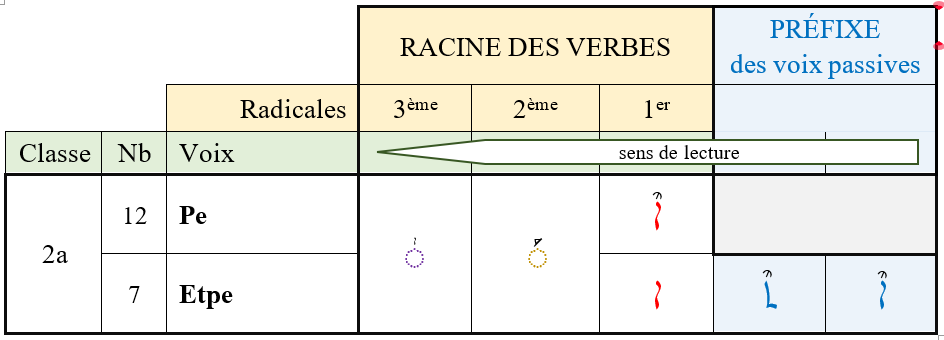 RACINE DES VERBES
PRÉFIXE
des voix passives
Radicales 3ème 2ème 1er
Classe Nb Voix sens de lecture
2a
12 Pe ◌ܰ ܐܶ
7 Etpe ܐ ܬܶ ܐܶ